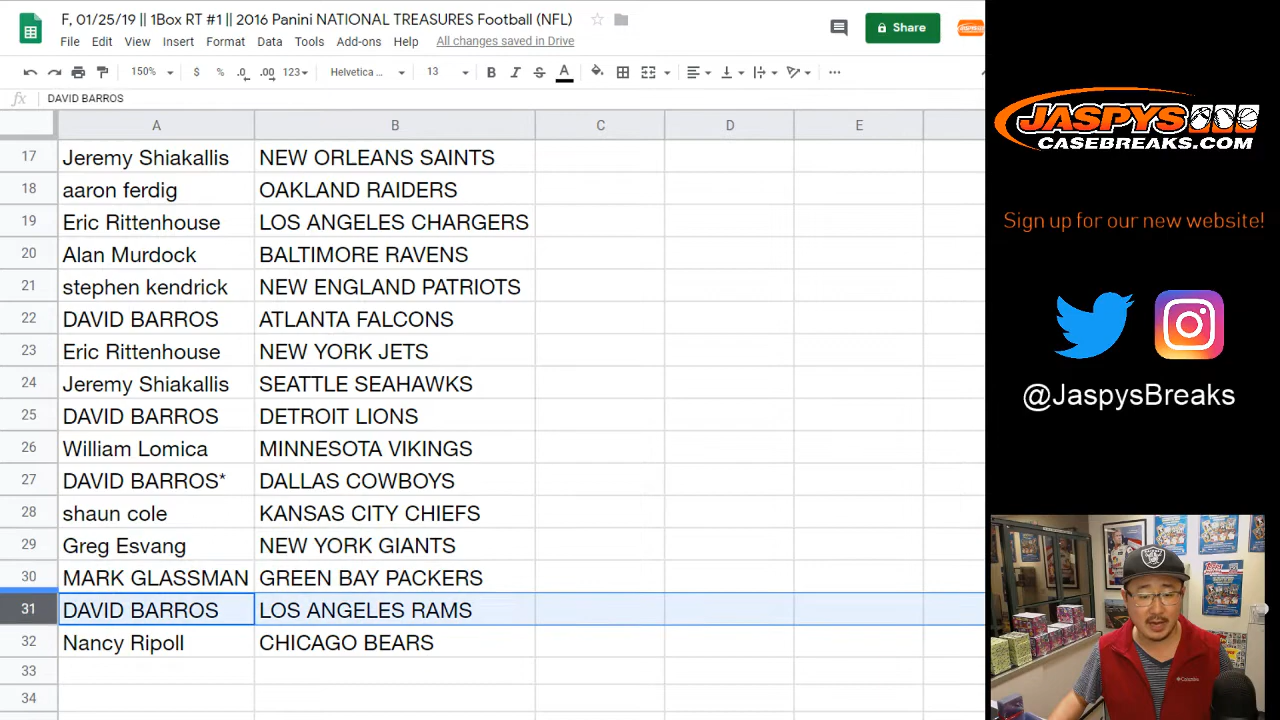 F, 01/25/19 || 1Box RT #1 || 2016 Panini NATIONAL TREASURES Football (NFL)
File Edit View Insert Format Data Tools Add-ons Help All changes saved in Drive
Share
150% $ % .0 .00 123 Helvetica ... 13 B I S A
fx DAVID BARROS
A B C D E
17 Jeremy Shiakallis NEW ORLEANS SAINTS
18 aaron ferdig OAKLAND RAIDERS
19 Eric Rittenhouse LOS ANGELES CHARGERS
20 Alan Murdock BALTIMORE RAVENS
21 stephen kendrick NEW ENGLAND PATRIOTS
22 DAVID BARROS ATLANTA FALCONS
23 Eric Rittenhouse NEW YORK JETS
24 Jeremy Shiakallis SEATTLE SEAHAWKS
25 DAVID BARROS DETROIT LIONS
26 William Lomica MINNESOTA VIKINGS
27 DAVID BARROS* DALLAS COWBOYS
28 shaun cole KANSAS CITY CHIEFS
29 Greg Esvang NEW YORK GIANTS
30 MARK GLASSMAN GREEN BAY PACKERS
31 DAVID BARROS LOS ANGELES RAMS
32 Nancy Ripoll CHICAGO BEARS
33
34
JASPYS
CASEBREAKS.COM
Sign up for our new website!
@JaspysBreaks